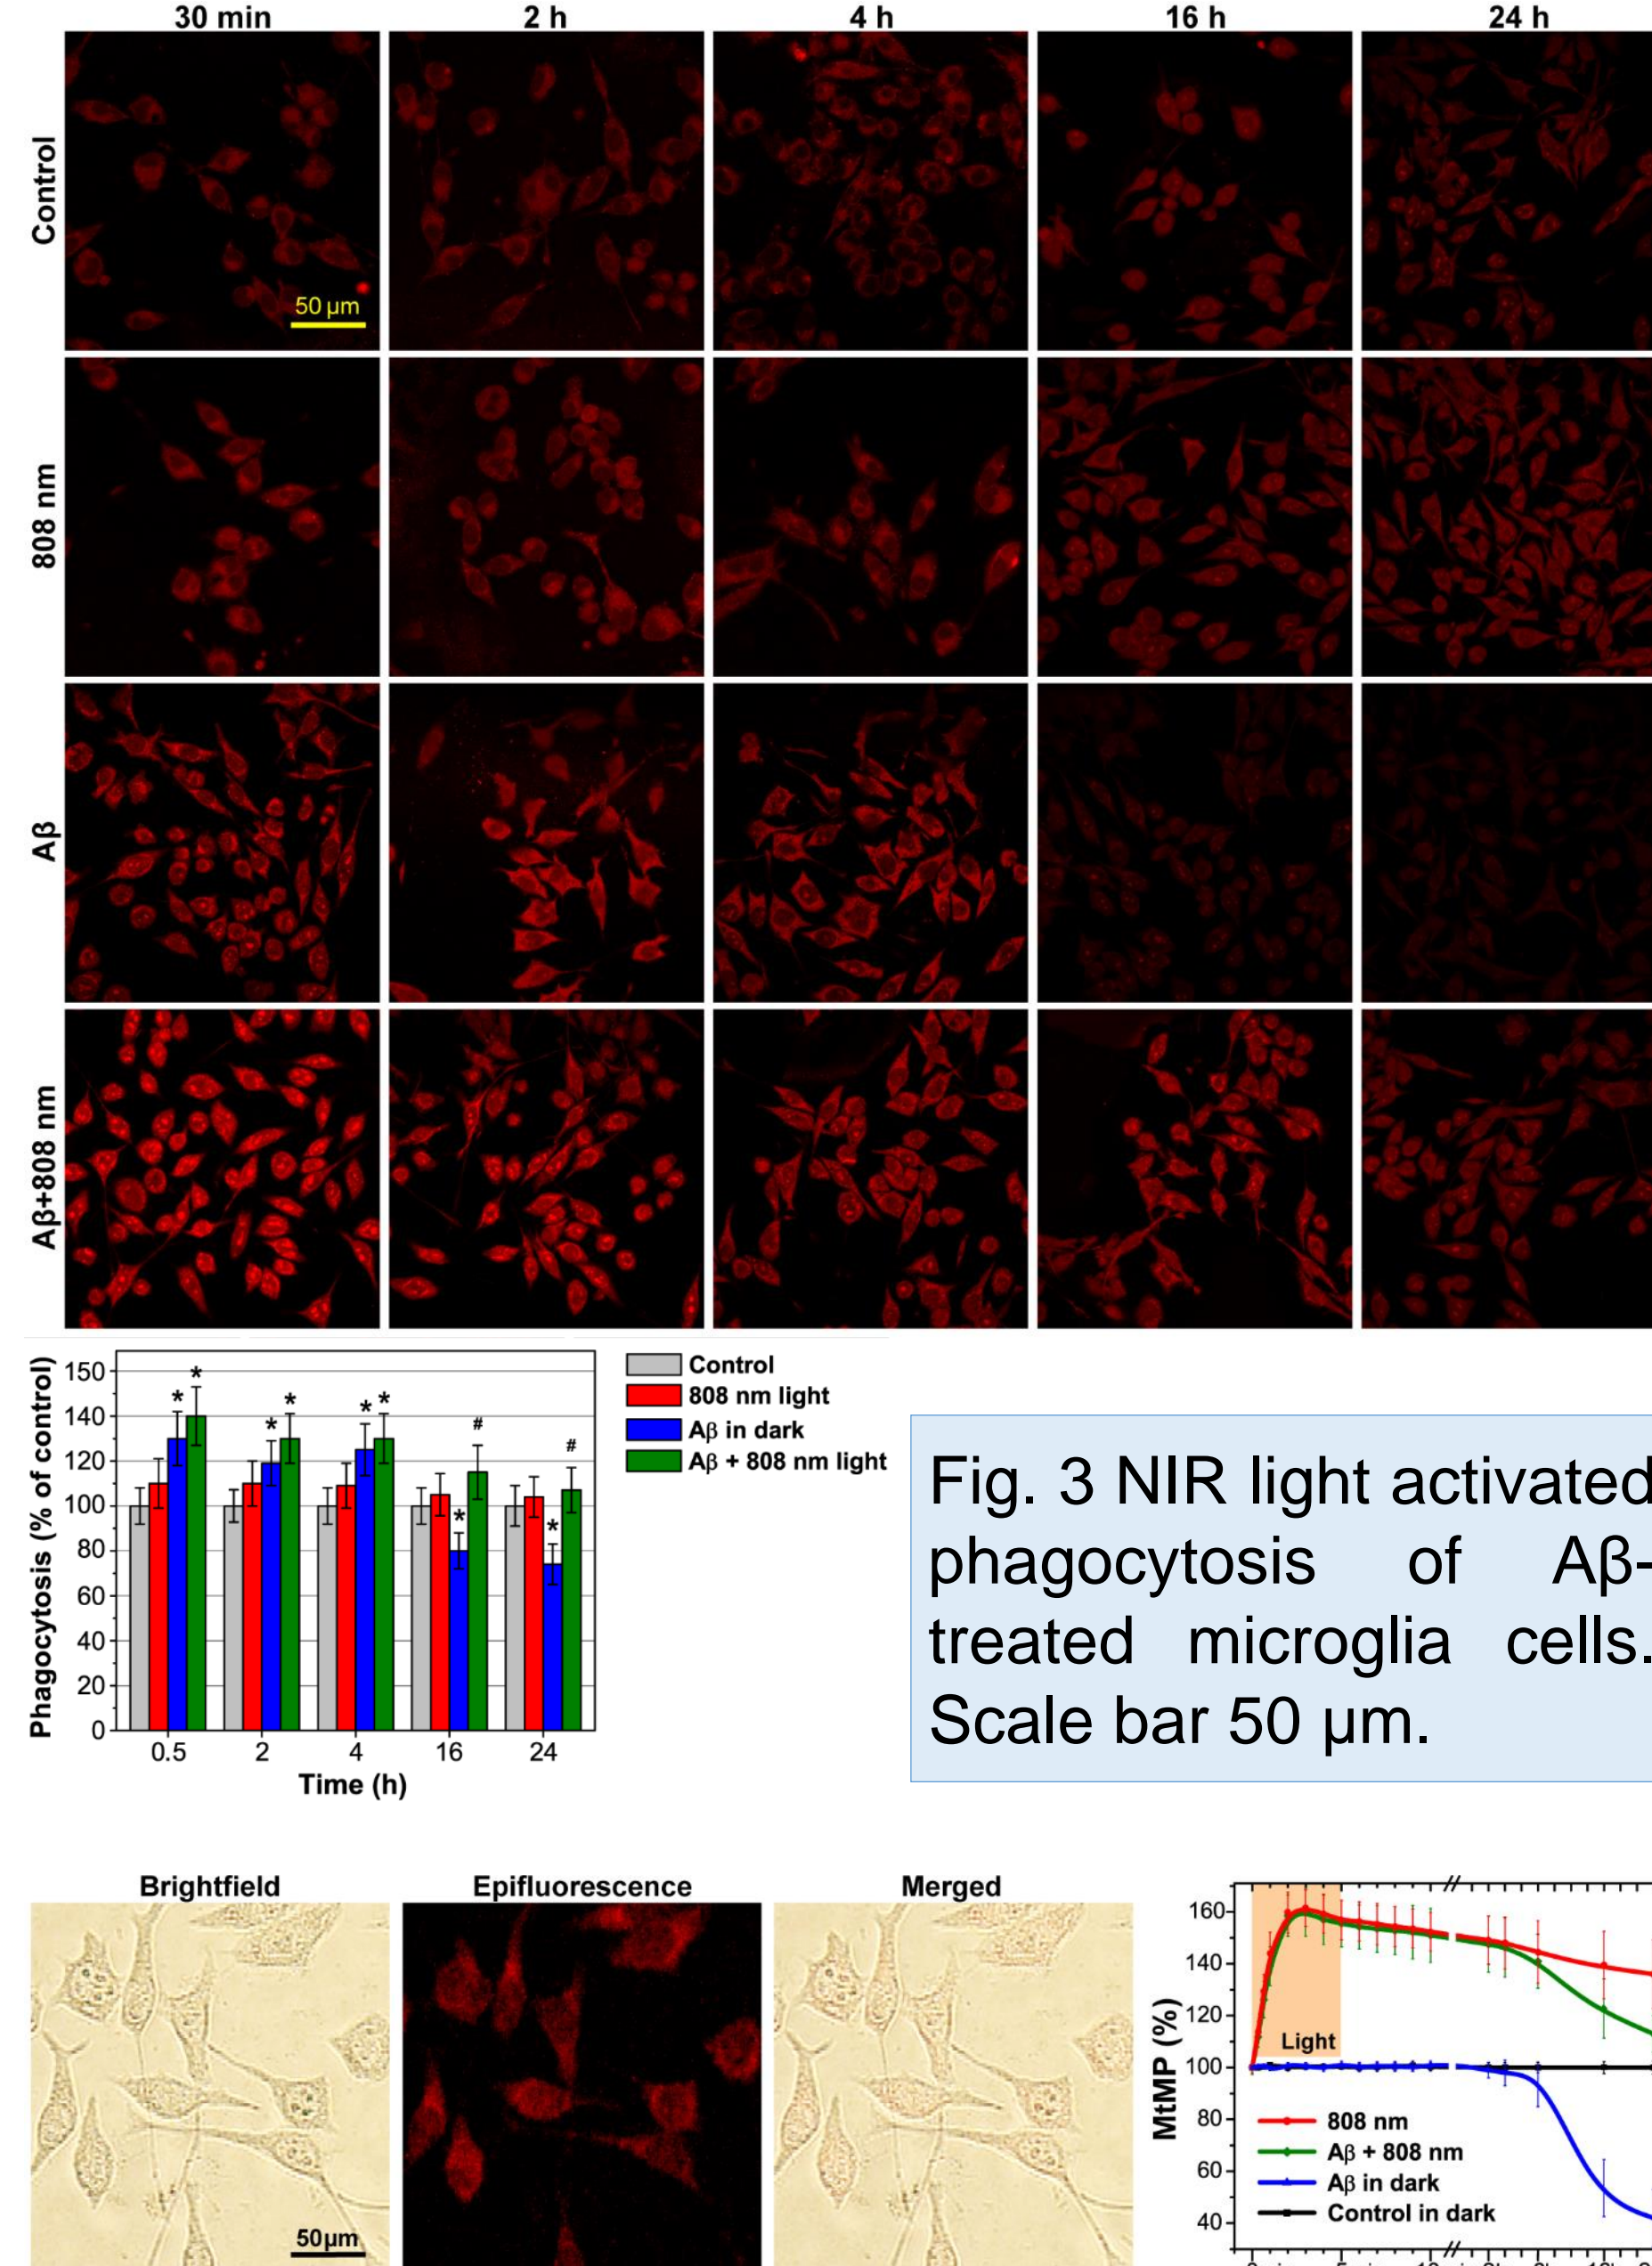 30 min 2 h 4 h 16 h 24 h
Control
50 µm
808 nm
Aβ
Aβ+808 nm
Phagocytosis (% of control)
150
140
120
100
80
60
40
20
0
* * * * * * * # * #
0.5 2 4 16 24
Time (h)
Control
808 nm light
Aβ in dark
Aβ + 808 nm light
Fig. 3 NIR light activated
phagocytosis of Aβ-
treated microglia cells.
Scale bar 50 µm.
Brightfield Epifluorescence Merged
50µm
MtMP (%)
160
140
120
100
80
60
40
Light
808 nm
Aβ + 808 nm
Aβ in dark
Control in dark